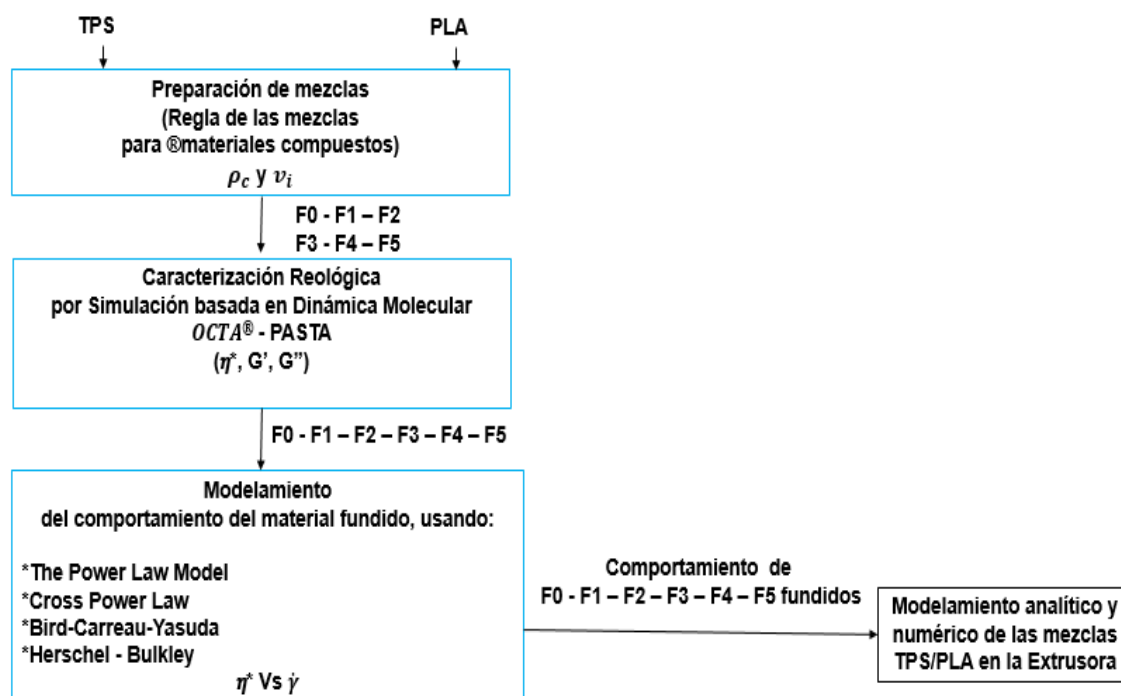 TPS
PLA
Preparación de mezclas
(Regla de las mezclas
para ®materiales compuestos)
ρc y vi
F0 - F1 – F2
F3 - F4 – F5
Caracterización Reológica
por Simulación basada en Dinámica Molecular
OCTA® - PASTA
(η*, G’, G”)
F0 - F1 – F2 – F3 – F4 – F5
Modelamiento
del comportamiento del material fundido, usando:
*The Power Law Model
*Cross Power Law
*Bird-Carreau-Yasuda
*Herschel - Bulkley
η* Vs γ̇
Comportamiento de
F0 - F1 – F2 – F3 – F4 – F5 fundidos
Modelamiento analítico y
numérico de las mezclas
TPS/PLA en la Extrusora